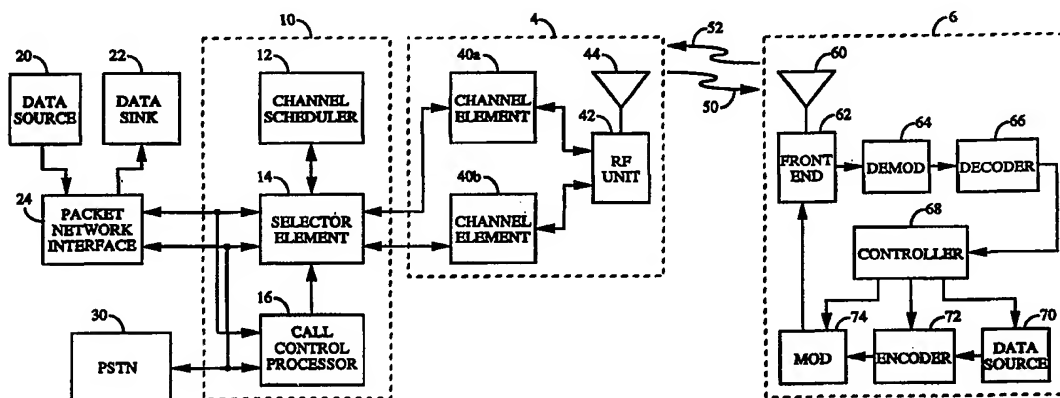 20
DATA
SOURCE
22
DATA
SINK
24
PACKET
NETWORK
INTERFACE
30
PSTN
10
12
CHANNEL
SCHEDULER
14
SELECTOR
ELEMENT
16
CALL
CONTROL
PROCESSOR
4
40a
CHANNEL
ELEMENT
40b
CHANNEL
ELEMENT
44
42
RF
UNIT
52
50
6
60
62
FRONT
END
64
DEMOD
66
DECODER
68
CONTROLLER
74
MOD
72
ENCODER
70
DATA
SOURCE